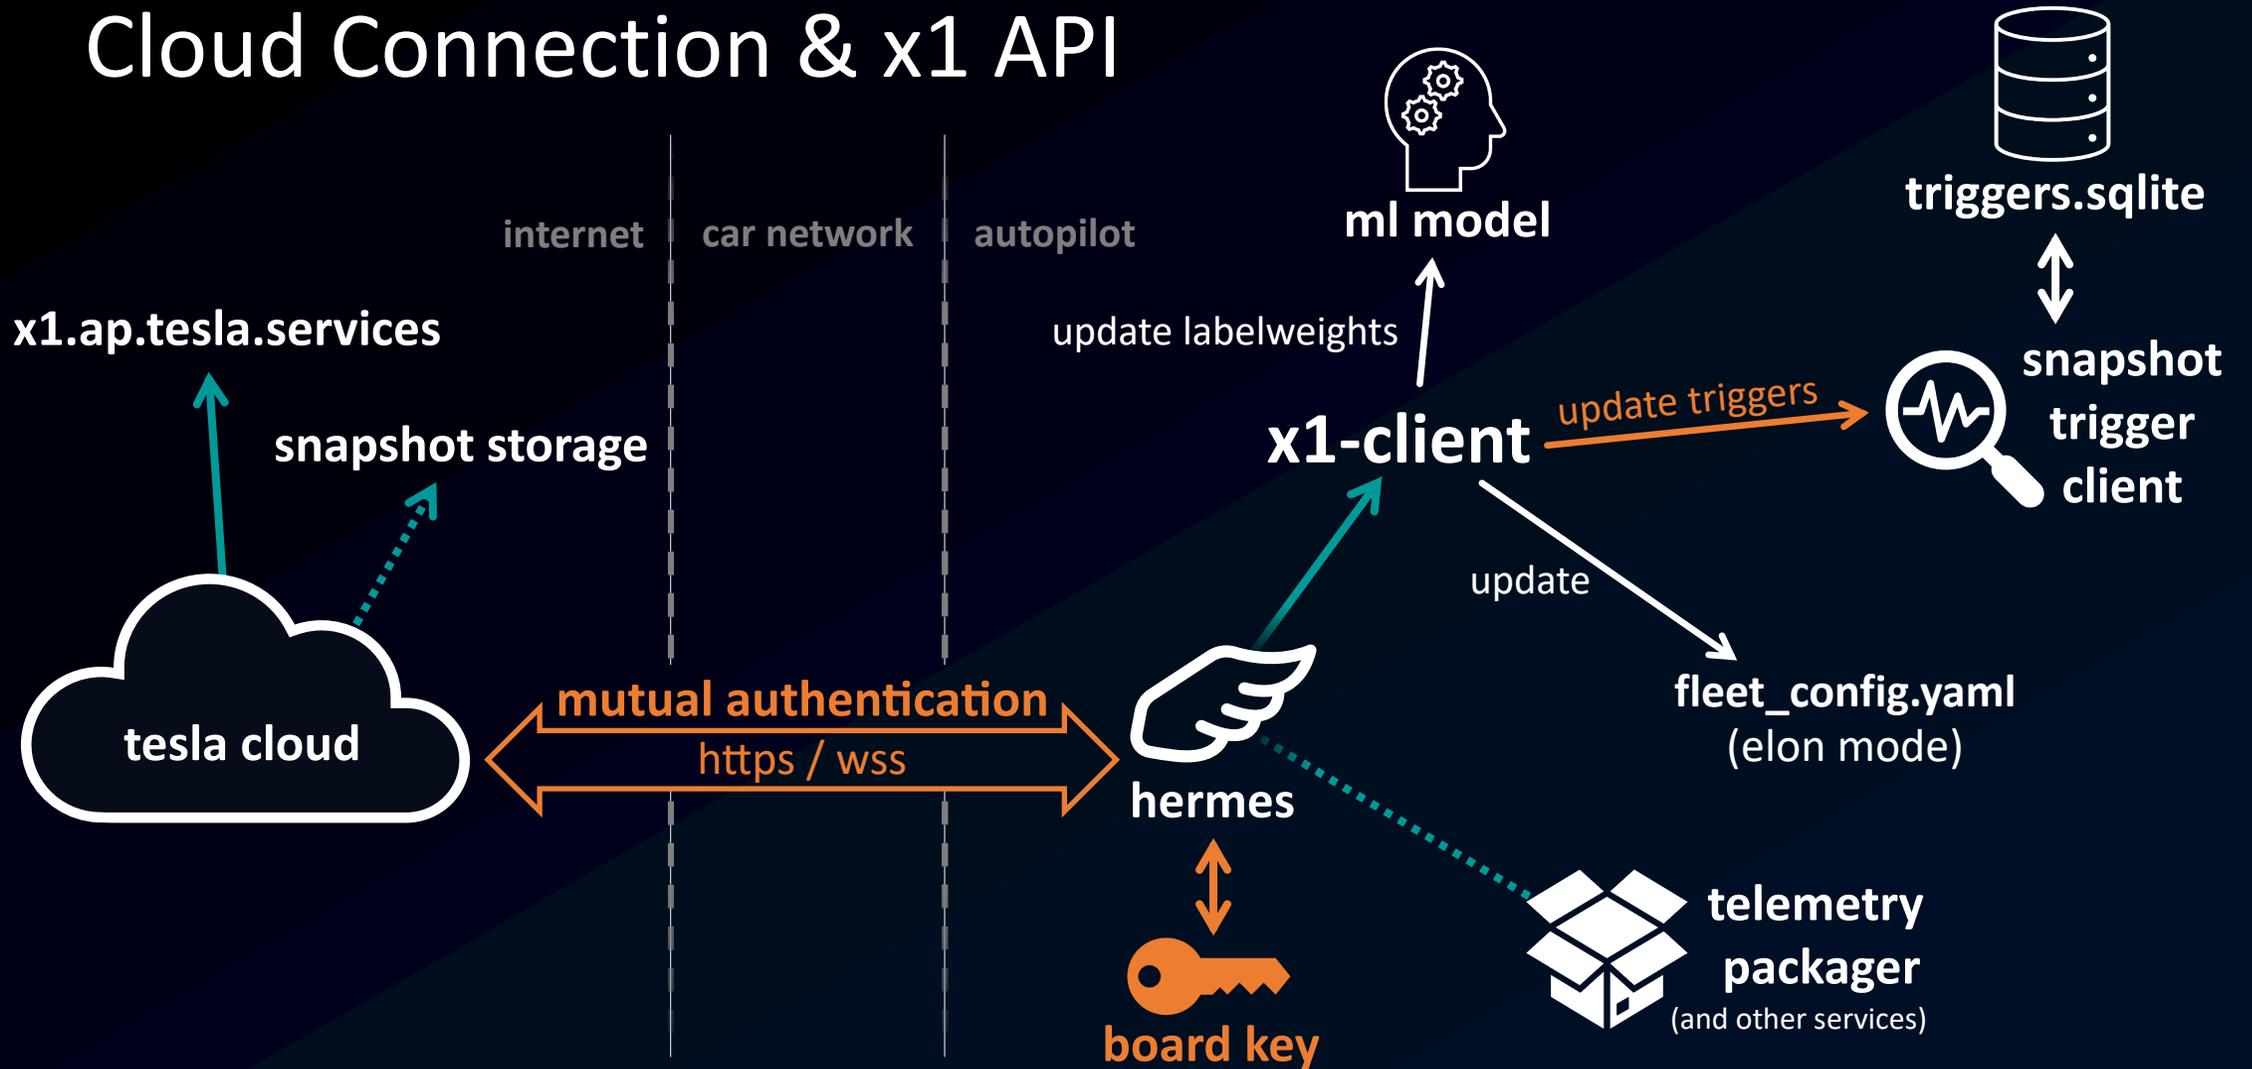 Cloud Connection & x1 API
internet
car network
autopilot
ml model
triggers.sqlite
x1.ap.tesla.services
snapshot storage
update labelweights
x1-client
update triggers
snapshot
trigger
client
update
fleet_config.yaml
(elon mode)
tesla cloud
mutual authentication
https / wss
hermes
board key
telemetry
packager
(and other services)